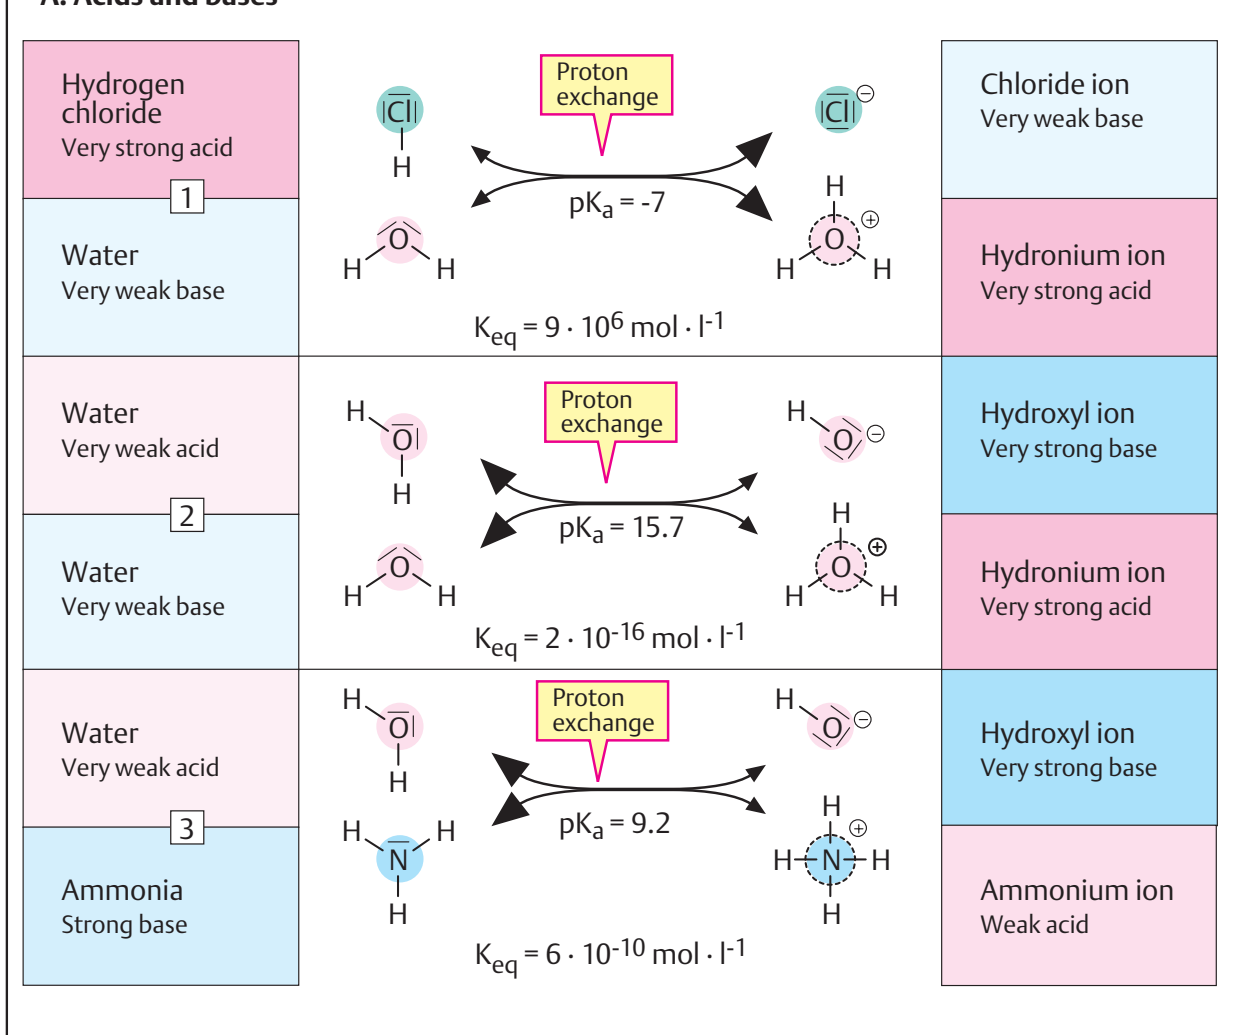 A. Acids and bases
Hydrogen
chloride
Very strong acid
1
Water
Very weak base
|Cl|
H
O
H H
Proton
exchange
pKa = -7
Keq = 9 · 10⁶ mol · l⁻¹
|Cl| ⊖
H
O ⊕
H H
Chloride ion
Very weak base
Hydronium ion
Very strong acid
Water
Very weak acid
2
Water
Very weak base
H
O|
H
O
H H
Proton
exchange
pKa = 15.7
Keq = 2 · 10⁻¹⁶ mol · l⁻¹
H
O ⊖
H
O ⊕
H H
Hydroxyl ion
Very strong base
Hydronium ion
Very strong acid
Water
Very weak acid
3
Ammonia
Strong base
H
O|
H
H H
N
H
Proton
exchange
pKa = 9.2
Keq = 6 · 10⁻¹⁰ mol · l⁻¹
H
O ⊖
H ⊕
H N H
H
Hydroxyl ion
Very strong base
Ammonium ion
Weak acid